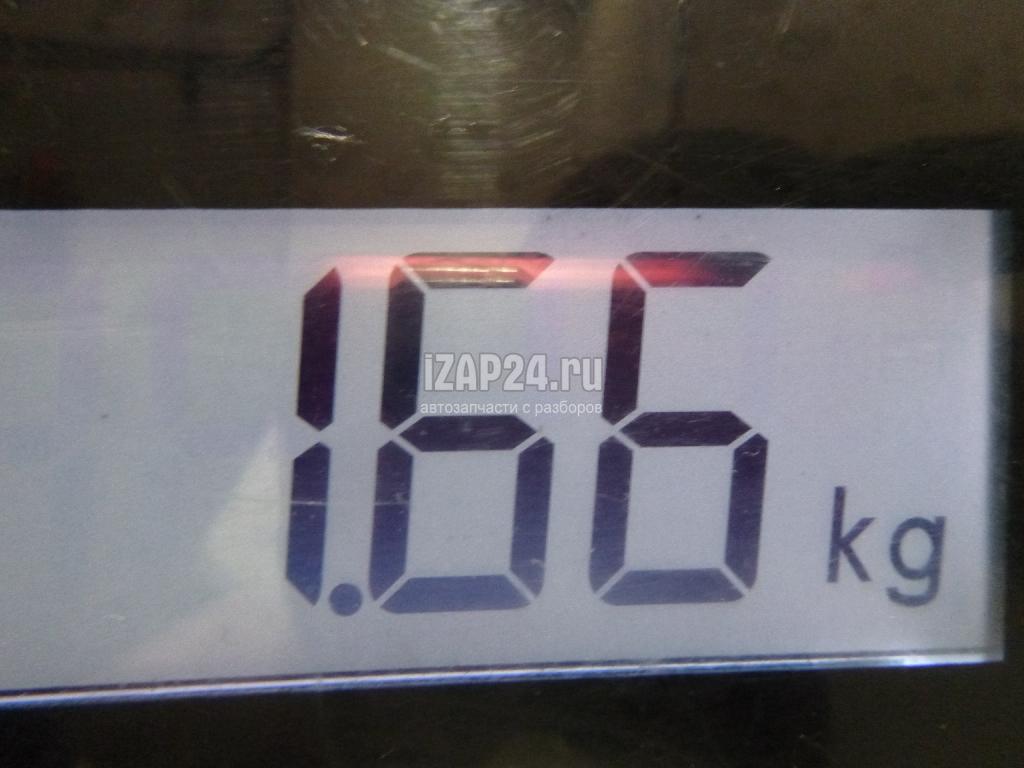 1.66 kg
iZAP24.ru
автозапчасти с разборов